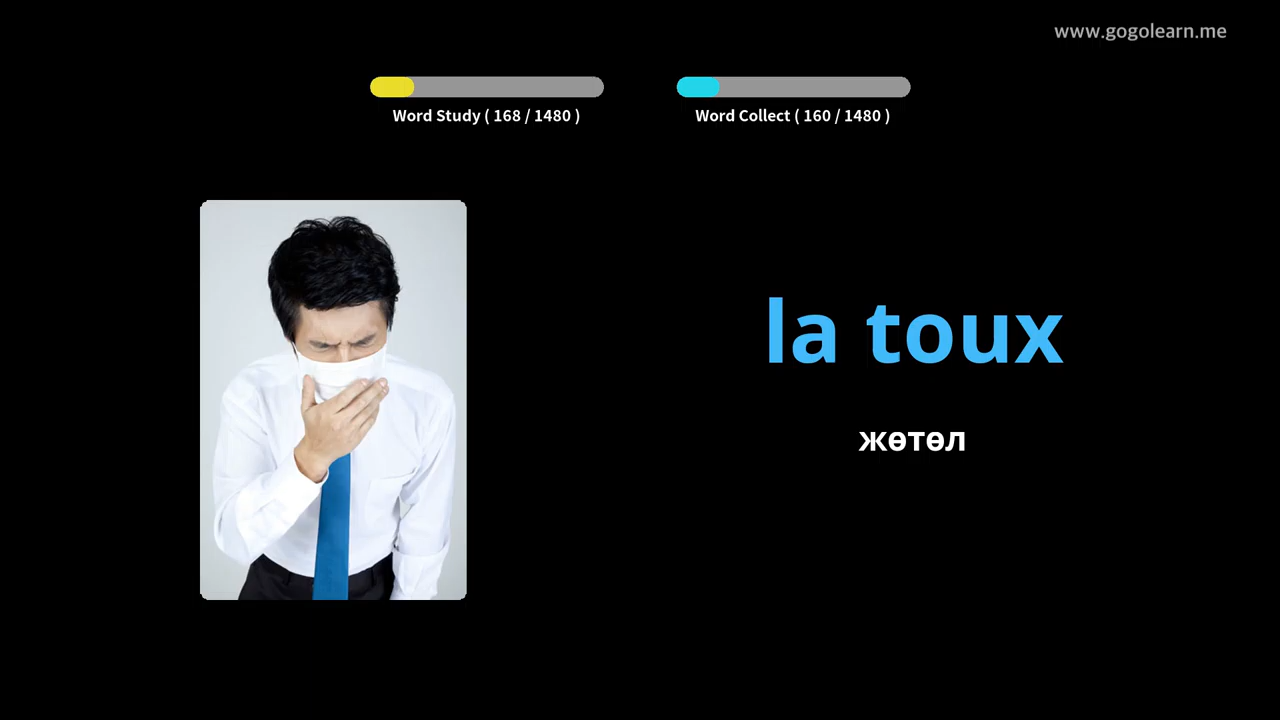 www.gogolearn.me
Word Study ( 168 / 1480 )
Word Collect ( 160 / 1480 )
la toux
жөтөл